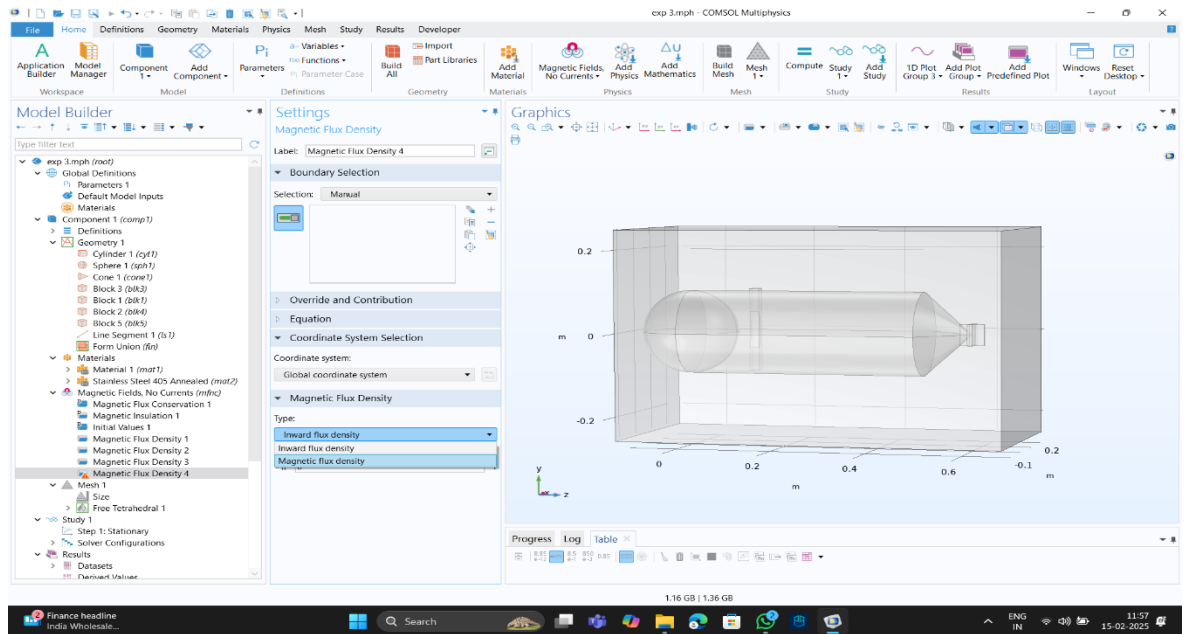 exp 3.mph - COMSOL Multiphysics
File Home Definitions Geometry Materials Physics Mesh Study Results Developer
Application Builder
Model Manager
Workspace
Component 1
Add Component
Model
Parameters
Variables
Functions
Parameter Case
Definitions
Build All
Import
Part Libraries
Geometry
Add Material
Materials
Magnetic Fields, No Currents
Add Physics
Add Mathematics
Physics
Build Mesh
Mesh 1
Mesh
Compute
Study 1
Add Study
Study
1D Plot Group 3
Add Plot Group
Add Predefined Plot
Results
Windows
Reset Desktop
Layout
Model Builder
Type filter text
exp 3.mph (root)
Global Definitions
Parameters 1
Default Model Inputs
Materials
Component 1 (comp1)
Definitions
Geometry 1
Cylinder 1 (cyl1)
Sphere 1 (sph1)
Cone 1 (cone1)
Block 3 (blk3)
Block 1 (blk1)
Block 2 (blk4)
Block 5 (blk5)
Line Segment 1 (ls1)
Form Union (fin)
Materials
Material 1 (mat1)
Stainless Steel 405 Annealed (mat2)
Magnetic Fields, No Currents (mfnc)
Magnetic Flux Conservation 1
Magnetic Insulation 1
Initial Values 1
Magnetic Flux Density 1
Magnetic Flux Density 2
Magnetic Flux Density 3
Magnetic Flux Density 4
Mesh 1
Size
Free Tetrahedral 1
Study 1
Step 1: Stationary
Solver Configurations
Results
Datasets
Derived Values
Settings
Magnetic Flux Density
Label: Magnetic Flux Density 4
Boundary Selection
Selection: Manual
Override and Contribution
Equation
Coordinate System Selection
Coordinate system:
Global coordinate system
Magnetic Flux Density
Type:
Inward flux density
Inward flux density
Magnetic flux density
Graphics
0.2
m 0
-0.2
0 0.2 0.4 0.6
m
-0.1 0.2
m
y
x z
Progress Log Table
1.16 GB | 1.36 GB
2
Finance headline
India Wholesale...
Search
2
ENG
IN
11:57
15-02-2025